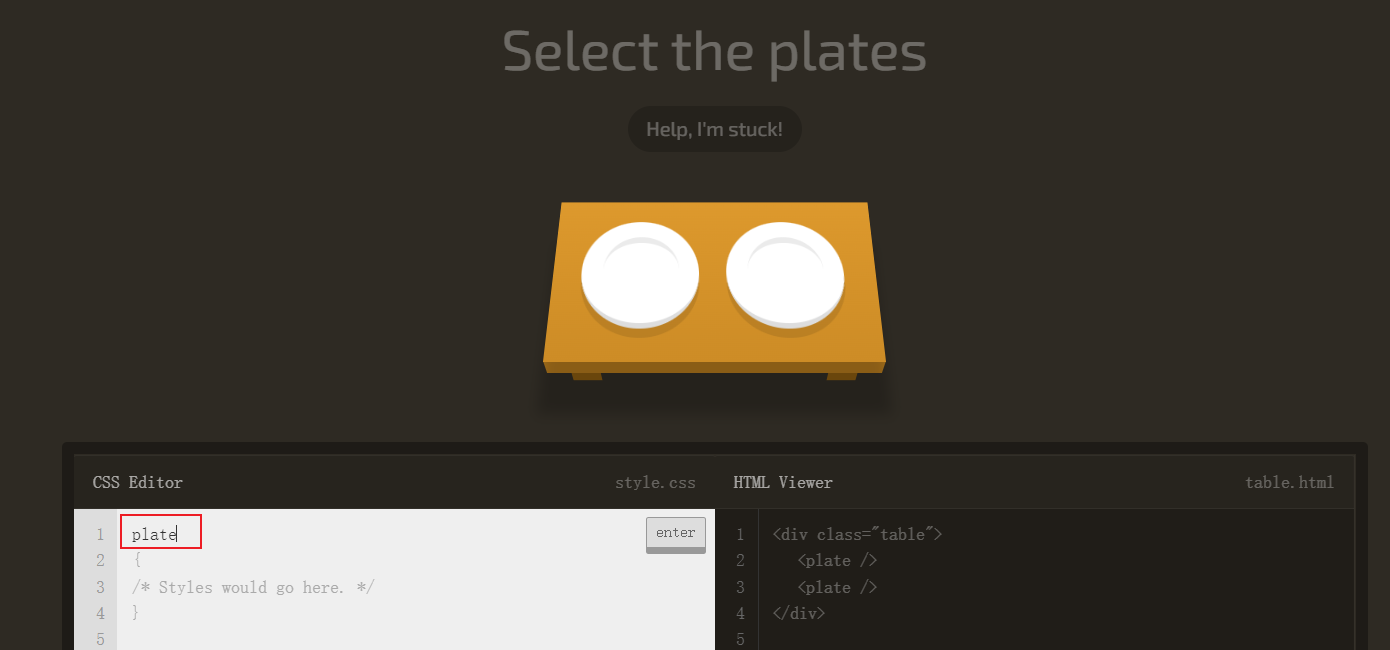 Select the plates
Help, I'm stuck!
CSS Editor
style.css
1 plate
enter
2 {
3 /* Styles would go here. */
4 }
5
HTML Viewer
table.html
1 <div class="table">
2 <plate />
3 <plate />
4 </div>
5